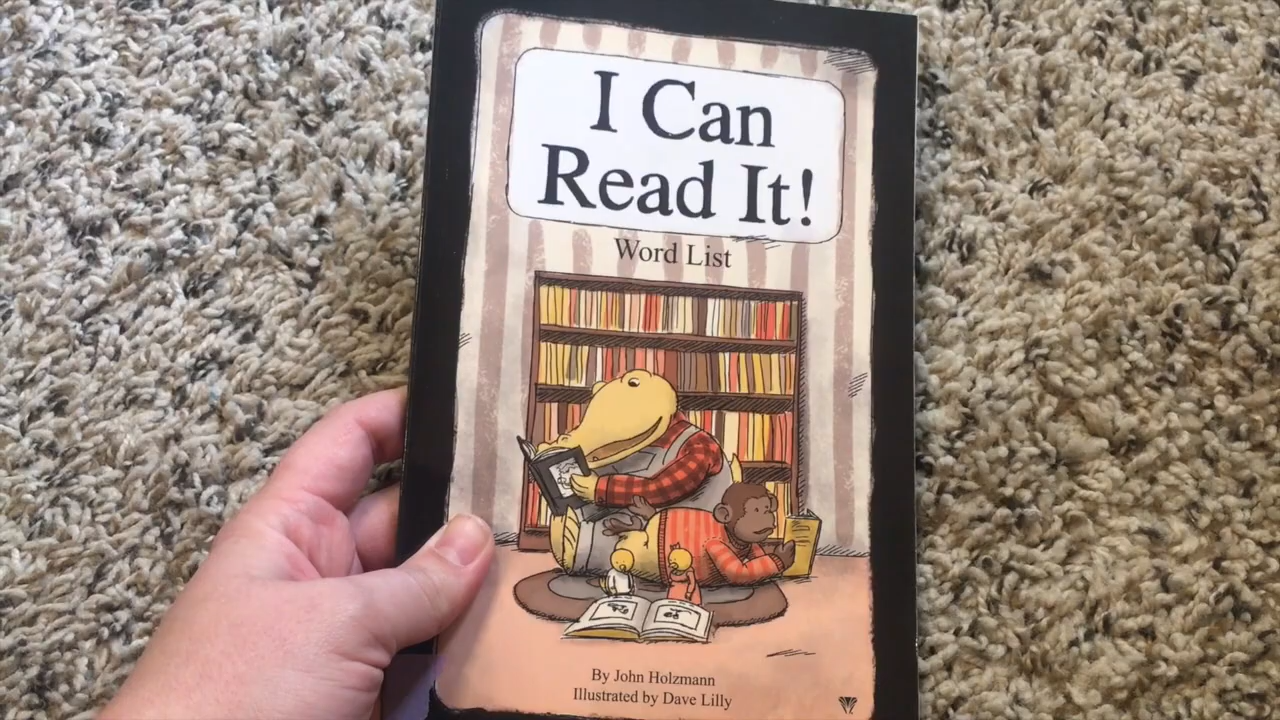 I Can
Read It!
Word List
By John Holzmann
Illustrated by Dave Lilly